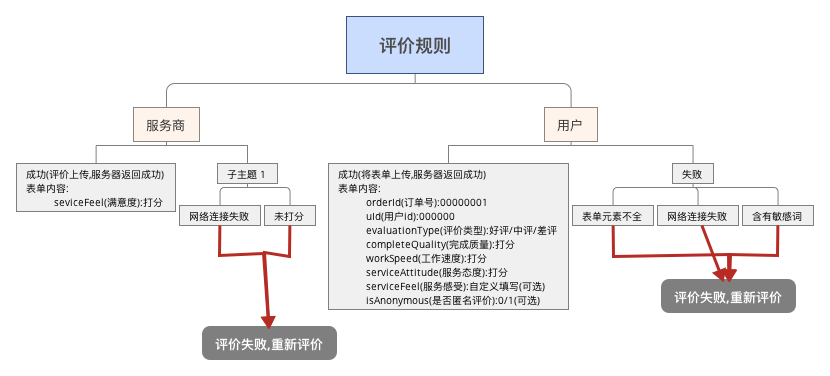 评价规则
服务商
用户
成功(评价上传,服务器返回成功)
表单内容:
seviceFeel(满意度):打分
子主题 1
网络连接失败
未打分
评价失败,重新评价
成功(将表单上传,服务器返回成功)
表单内容:
orderId(订单号):00000001
uId(用户id):000000
evaluationType(评价类型):好评/中评/差评
completeQuality(完成质量):打分
workSpeed(工作速度):打分
serviceAttitude(服务态度):打分
serviceFeel(服务感受):自定义填写(可选)
isAnonymous(是否匿名评价):0/1(可选)
失败
表单元素不全
网络连接失败
含有敏感词
评价失败,重新评价